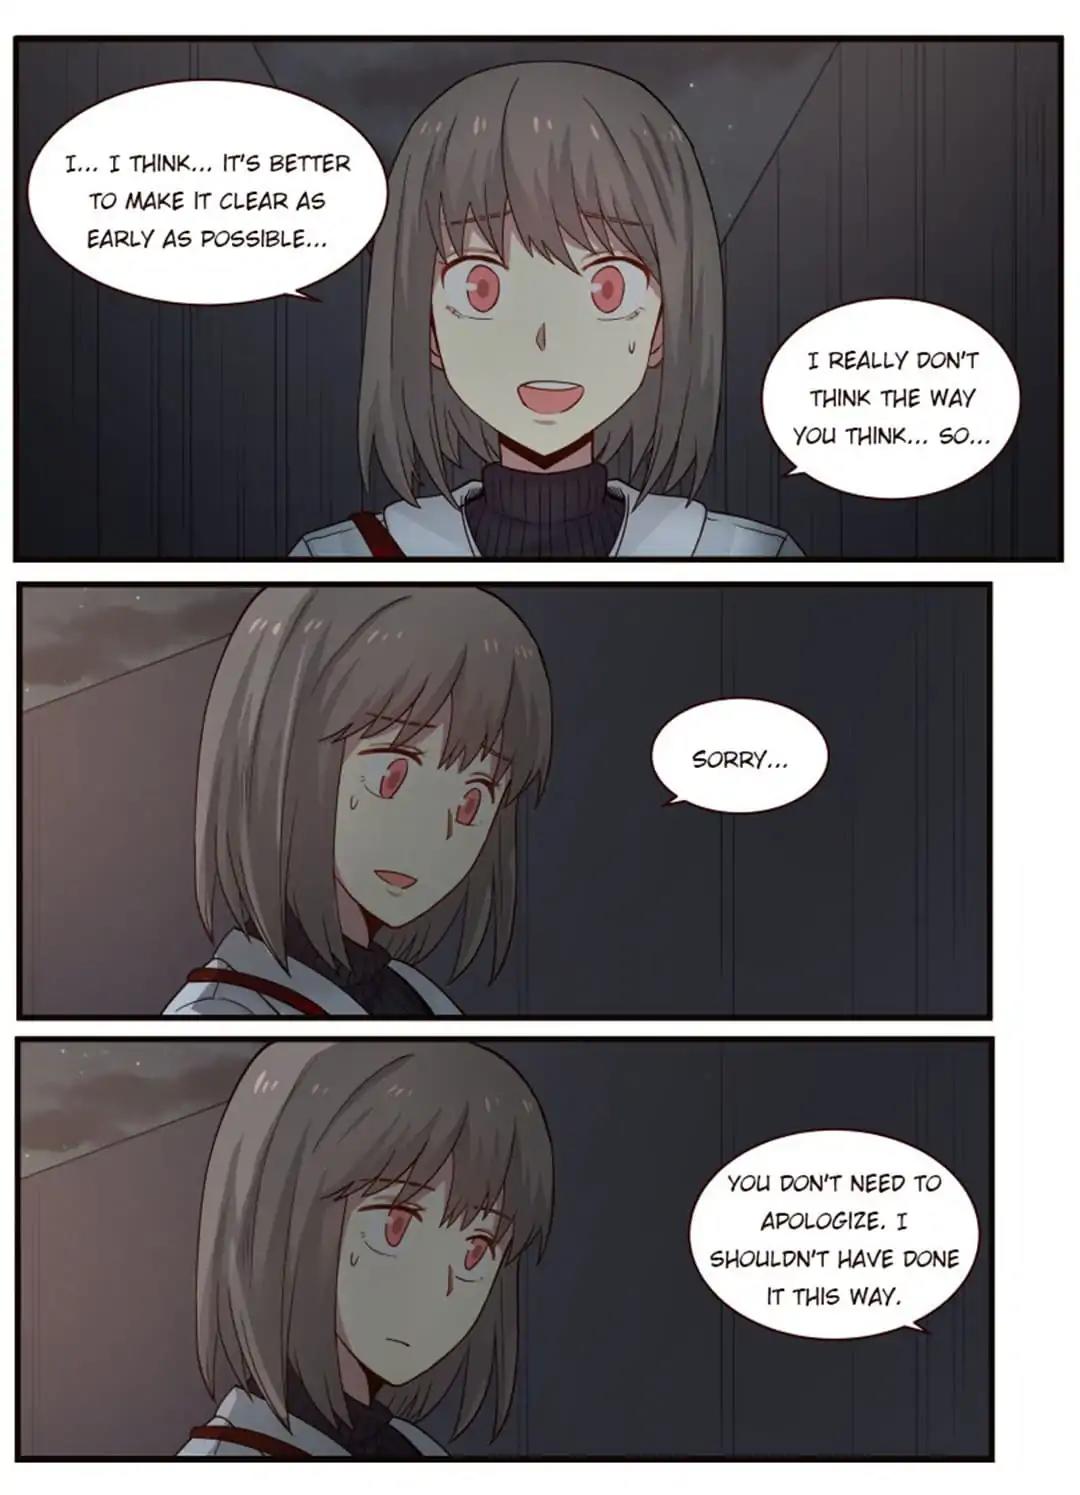 I... I THINK... IT'S BETTER
TO MAKE IT CLEAR AS
EARLY AS POSSIBLE...
I REALLY DON'T
THINK THE WAY
YOU THINK... SO...
SORRY...
YOU DON'T NEED TO
APOLOGIZE. I
SHOULDN'T HAVE DONE
IT THIS WAY.